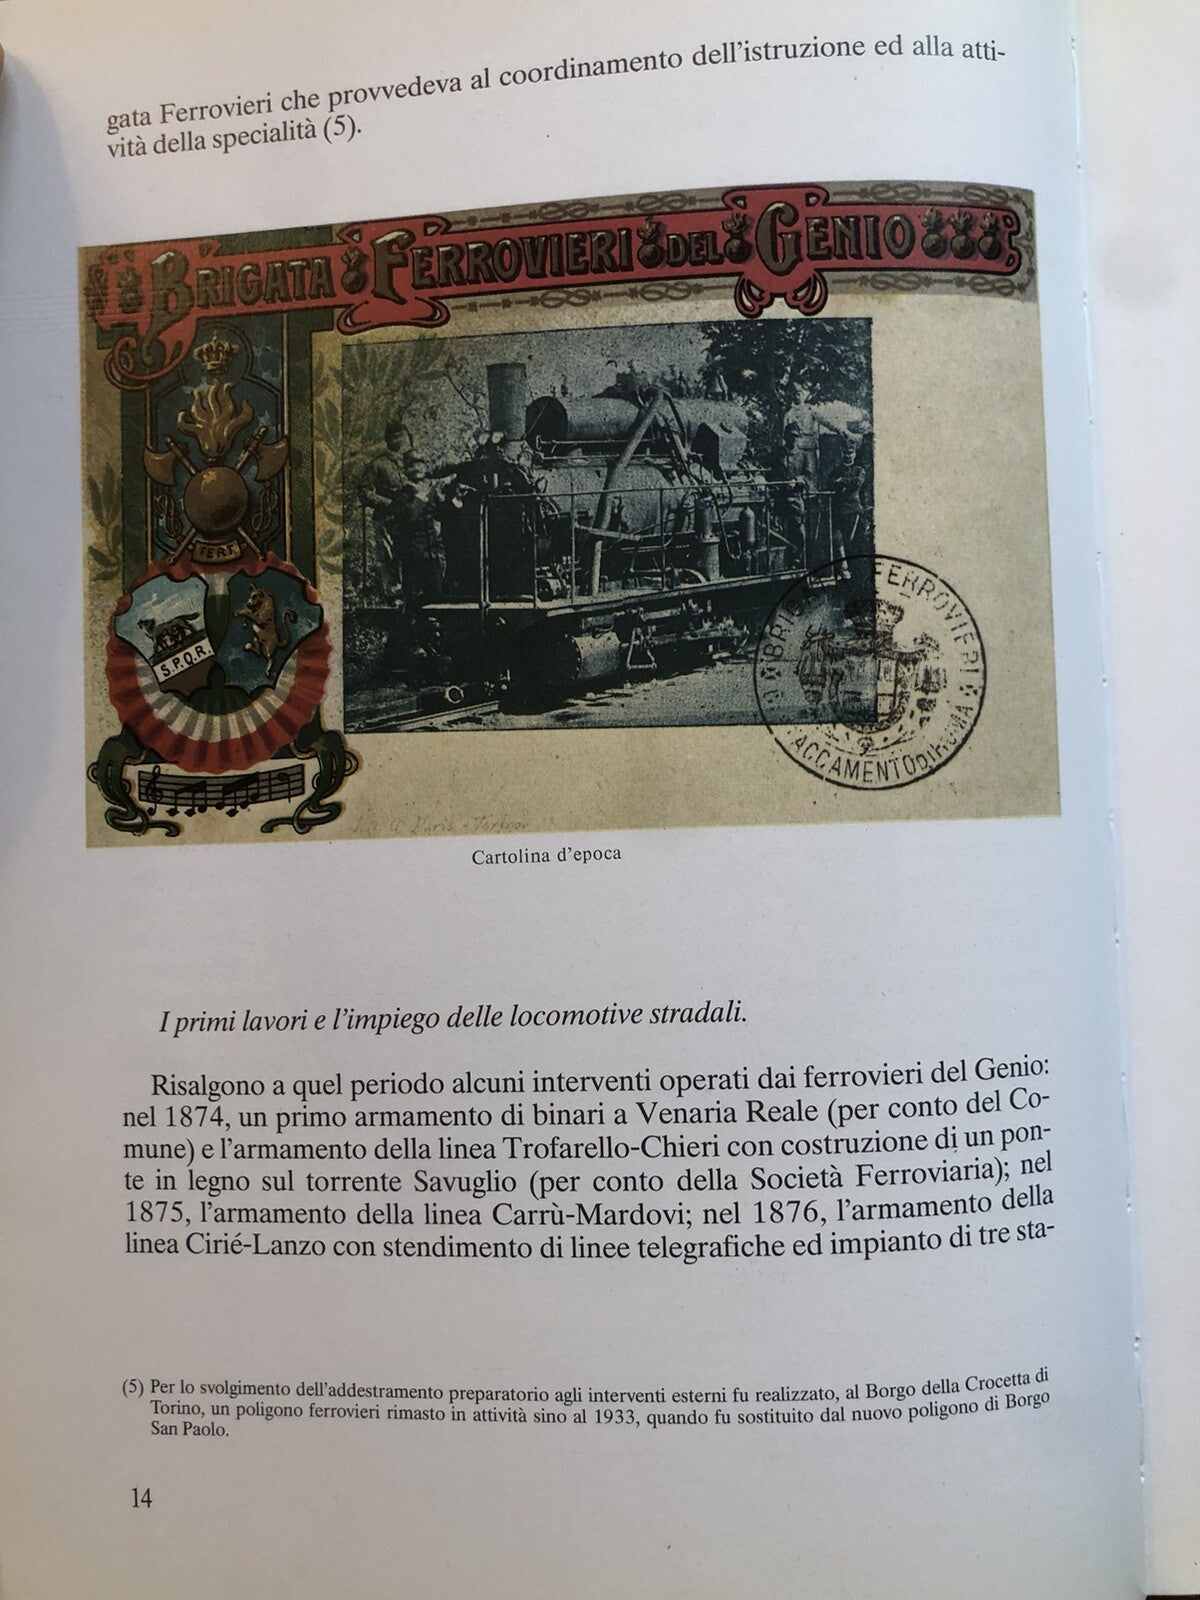 gata Ferrovieri che provvedeva al coordinamento dell'istruzione ed alla atti-
vità della specialità (5).
BRIGATA FERROVIERI DEL GENIO
FERT
S.P.Q.R.
BRIGATA FERROVIERI
DISTACCAMENTO DI ROMA
Cartolina d'epoca
I primi lavori e l'impiego delle locomotive stradali.
Risalgono a quel periodo alcuni interventi operati dai ferrovieri del Genio:
nel 1874, un primo armamento di binari a Venaria Reale (per conto del Co-
mune) e l'armamento della linea Trofarello-Chieri con costruzione di un pon-
te in legno sul torrente Savuglio (per conto della Società Ferroviaria); nel
1875, l'armamento della linea Carrù-Mardovi; nel 1876, l'armamento della
linea Cirié-Lanzo con stendimento di linee telegrafiche ed impianto di tre sta-
(5) Per lo svolgimento dell'addestramento preparatorio agli interventi esterni fu realizzato, al Borgo della Crocetta di
Torino, un poligono ferrovieri rimasto in attività sino al 1933, quando fu sostituito dal nuovo poligono di Borgo
San Paolo.
14